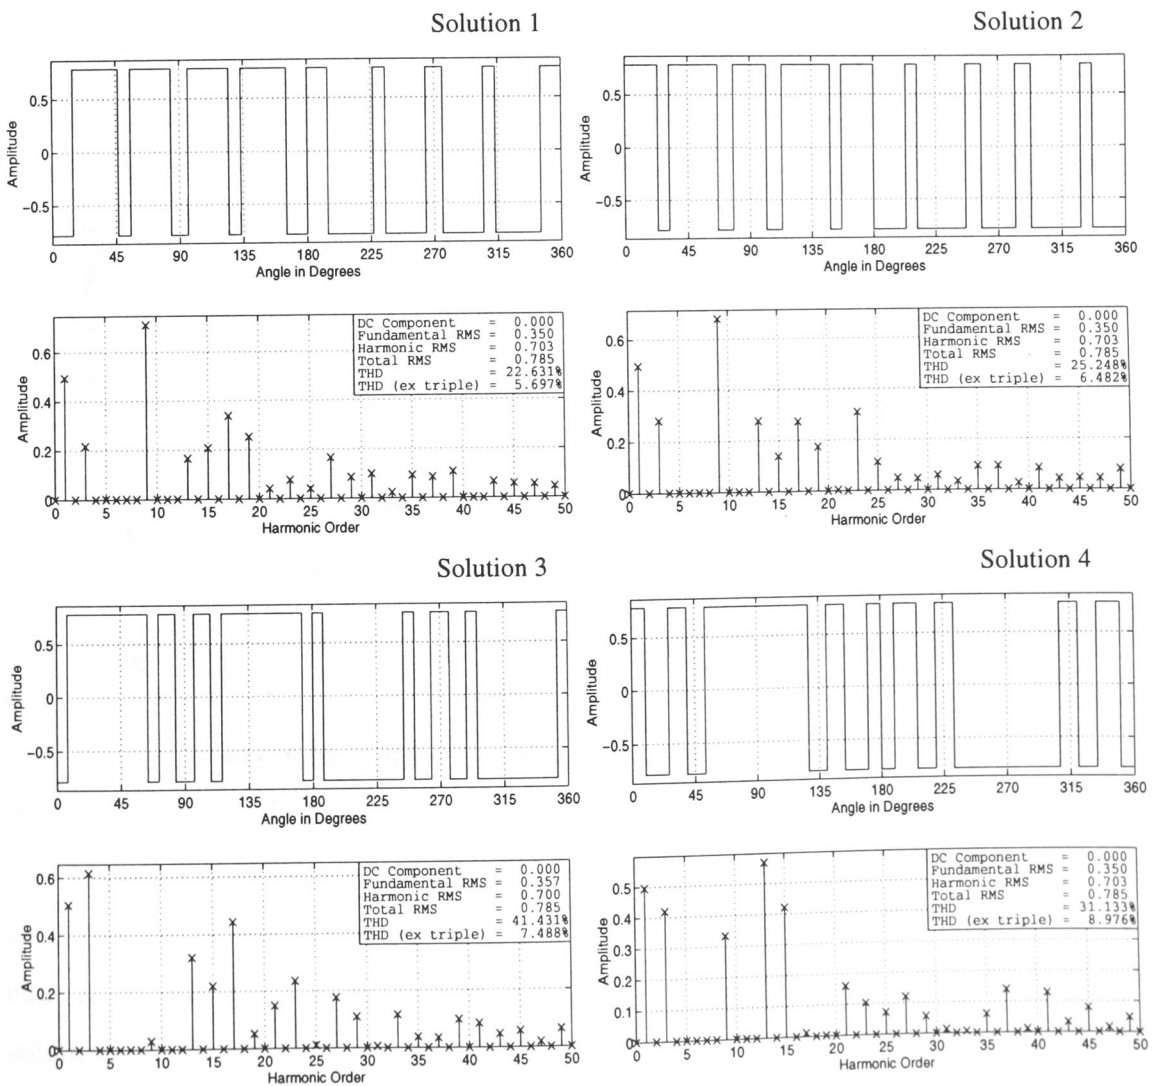 Solution 1
Amplitude
0.5
0
−0.5
0 45 90 135 180 225 270 315 360
Angle in Degrees
Amplitude
0.6
0.4
0.2
0
DC Component = 0.000
Fundamental RMS = 0.350
Harmonic RMS = 0.703
Total RMS = 0.785
THD = 22.631%
THD (ex triple) = 5.697%
0 5 10 15 20 25 30 35 40 45 50
Harmonic Order
Solution 2
Amplitude
0.5
0
−0.5
0 45 90 135 180 225 270 315 360
Angle in Degrees
Amplitude
0.6
0.4
0.2
0
DC Component = 0.000
Fundamental RMS = 0.350
Harmonic RMS = 0.703
Total RMS = 0.785
THD = 25.248%
THD (ex triple) = 6.482%
0 5 10 15 20 25 30 35 40 45 50
Harmonic Order
Solution 3
Amplitude
0.5
0
−0.5
0 45 90 135 180 225 270 315 360
Angle in Degrees
Amplitude
0.6
0.4
0.2
0
DC Component = 0.000
Fundamental RMS = 0.357
Harmonic RMS = 0.700
Total RMS = 0.785
THD = 41.431%
THD (ex triple) = 7.488%
0 5 10 15 20 25 30 35 40 45 50
Harmonic Order
Solution 4
Amplitude
0.5
0
−0.5
0 45 90 135 180 225 270 315 360
Angle in Degrees
Amplitude
0.5
0.4
0.3
0.2
0.1
0
DC Component = 0.000
Fundamental RMS = 0.350
Harmonic RMS = 0.703
Total RMS = 0.785
THD = 31.133%
THD (ex triple) = 8.976%
0 5 10 15 20 25 30 35 40 45 50
Harmonic Order